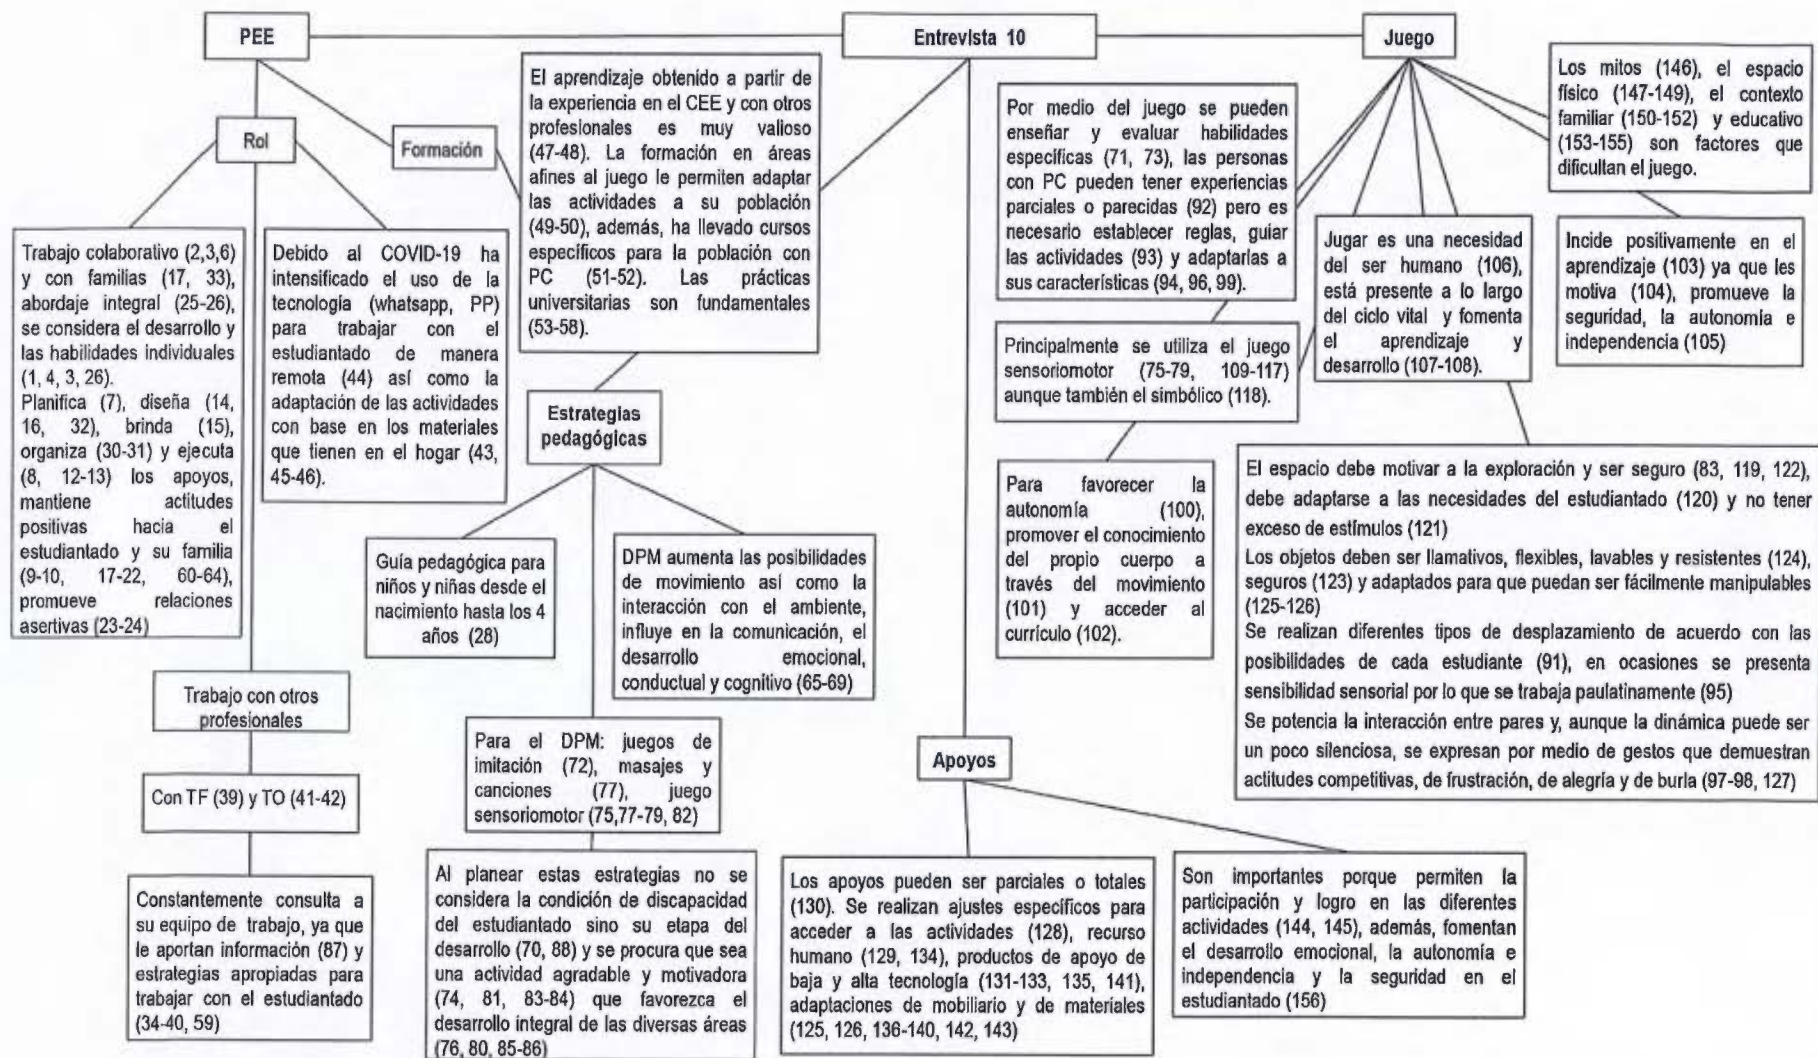 PEE
Entrevista 10
Juego
Rol
Formación
El aprendizaje obtenido a partir de
la experiencia en el CEE y con otros
profesionales es muy valioso
(47-48). La formación en áreas
afines al juego le permiten adaptar
las actividades a su población
(49-50), además, ha llevado cursos
específicos para la población con
PC (51-52). Las prácticas
universitarias son fundamentales
(53-58).
Por medio del juego se pueden
enseñar y evaluar habilidades
específicas (71, 73), las personas
con PC pueden tener experiencias
parciales o parecidas (92) pero es
necesario establecer reglas, guiar
las actividades (93) y adaptarlas a
sus características (94, 96, 99).
Los mitos (146), el espacio
físico (147-149), el contexto
familiar (150-152) y educativo
(153-155) son factores que
dificultan el juego.
Trabajo colaborativo (2,3,6)
y con familias (17, 33),
abordaje integral (25-26),
se considera el desarrollo y
las habilidades individuales
(1, 4, 3, 26).
Planifica (7), diseña (14,
16, 32), brinda (15),
organiza (30-31) y ejecuta
(8, 12-13) los apoyos,
mantiene actitudes
positivas hacia el
estudiantado y su familia
(9-10, 17-22, 60-64),
promueve relaciones
asertivas (23-24)
Debido al COVID-19 ha
intensificado el uso de la
tecnología (whatsapp, PP)
para trabajar con el
estudiantado de manera
remota (44) así como la
adaptación de las actividades
con base en los materiales
que tienen en el hogar (43,
45-46).
Jugar es una necesidad
del ser humano (106),
está presente a lo largo
del ciclo vital y fomenta
el aprendizaje y
desarrollo (107-108).
Incide positivamente en el
aprendizaje (103) ya que les
motiva (104), promueve la
seguridad, la autonomía e
independencia (105)
Principalmente se utiliza el juego
sensoriomotor (75-79, 109-117)
aunque también el simbólico (118).
Estrategias
pedagógicas
Para favorecer la
autonomía (100),
promover el conocimiento
del propio cuerpo a
través del movimiento
(101) y acceder al
currículo (102).
El espacio debe motivar a la exploración y ser seguro (83, 119, 122),
debe adaptarse a las necesidades del estudiantado (120) y no tener
exceso de estímulos (121)
Los objetos deben ser llamativos, flexibles, lavables y resistentes (124),
seguros (123) y adaptados para que puedan ser fácilmente manipulables
(125-126)
Se realizan diferentes tipos de desplazamiento de acuerdo con las
posibilidades de cada estudiante (91), en ocasiones se presenta
sensibilidad sensorial por lo que se trabaja paulatinamente (95)
Se potencia la interacción entre pares y, aunque la dinámica puede ser
un poco silenciosa, se expresan por medio de gestos que demuestran
actitudes competitivas, de frustración, de alegría y de burla (97-98, 127)
Guía pedagógica para
niños y niñas desde el
nacimiento hasta los 4
años (28)
DPM aumenta las posibilidades
de movimiento así como la
interacción con el ambiente,
influye en la comunicación, el
desarrollo emocional,
conductual y cognitivo (65-69)
Trabajo con otros
profesionales
Para el DPM: juegos de
imitación (72), masajes y
canciones (77), juego
sensoriomotor (75,77-79, 82)
Apoyos
Con TF (39) y TO (41-42)
Constantemente consulta a
su equipo de trabajo, ya que
le aportan información (87) y
estrategias apropiadas para
trabajar con el estudiantado
(34-40, 59)
Al planear estas estrategias no se
considera la condición de discapacidad
del estudiantado sino su etapa del
desarrollo (70, 88) y se procura que sea
una actividad agradable y motivadora
(74, 81, 83-84) que favorezca el
desarrollo integral de las diversas áreas
(76, 80, 85-86)
Los apoyos pueden ser parciales o totales
(130). Se realizan ajustes específicos para
acceder a las actividades (128), recurso
humano (129, 134), productos de apoyo de
baja y alta tecnología (131-133, 135, 141),
adaptaciones de mobiliario y de materiales
(125, 126, 136-140, 142, 143)
Son importantes porque permiten la
participación y logro en las diferentes
actividades (144, 145), además, fomentan
el desarrollo emocional, la autonomía e
independencia y la seguridad en el
estudiantado (156)